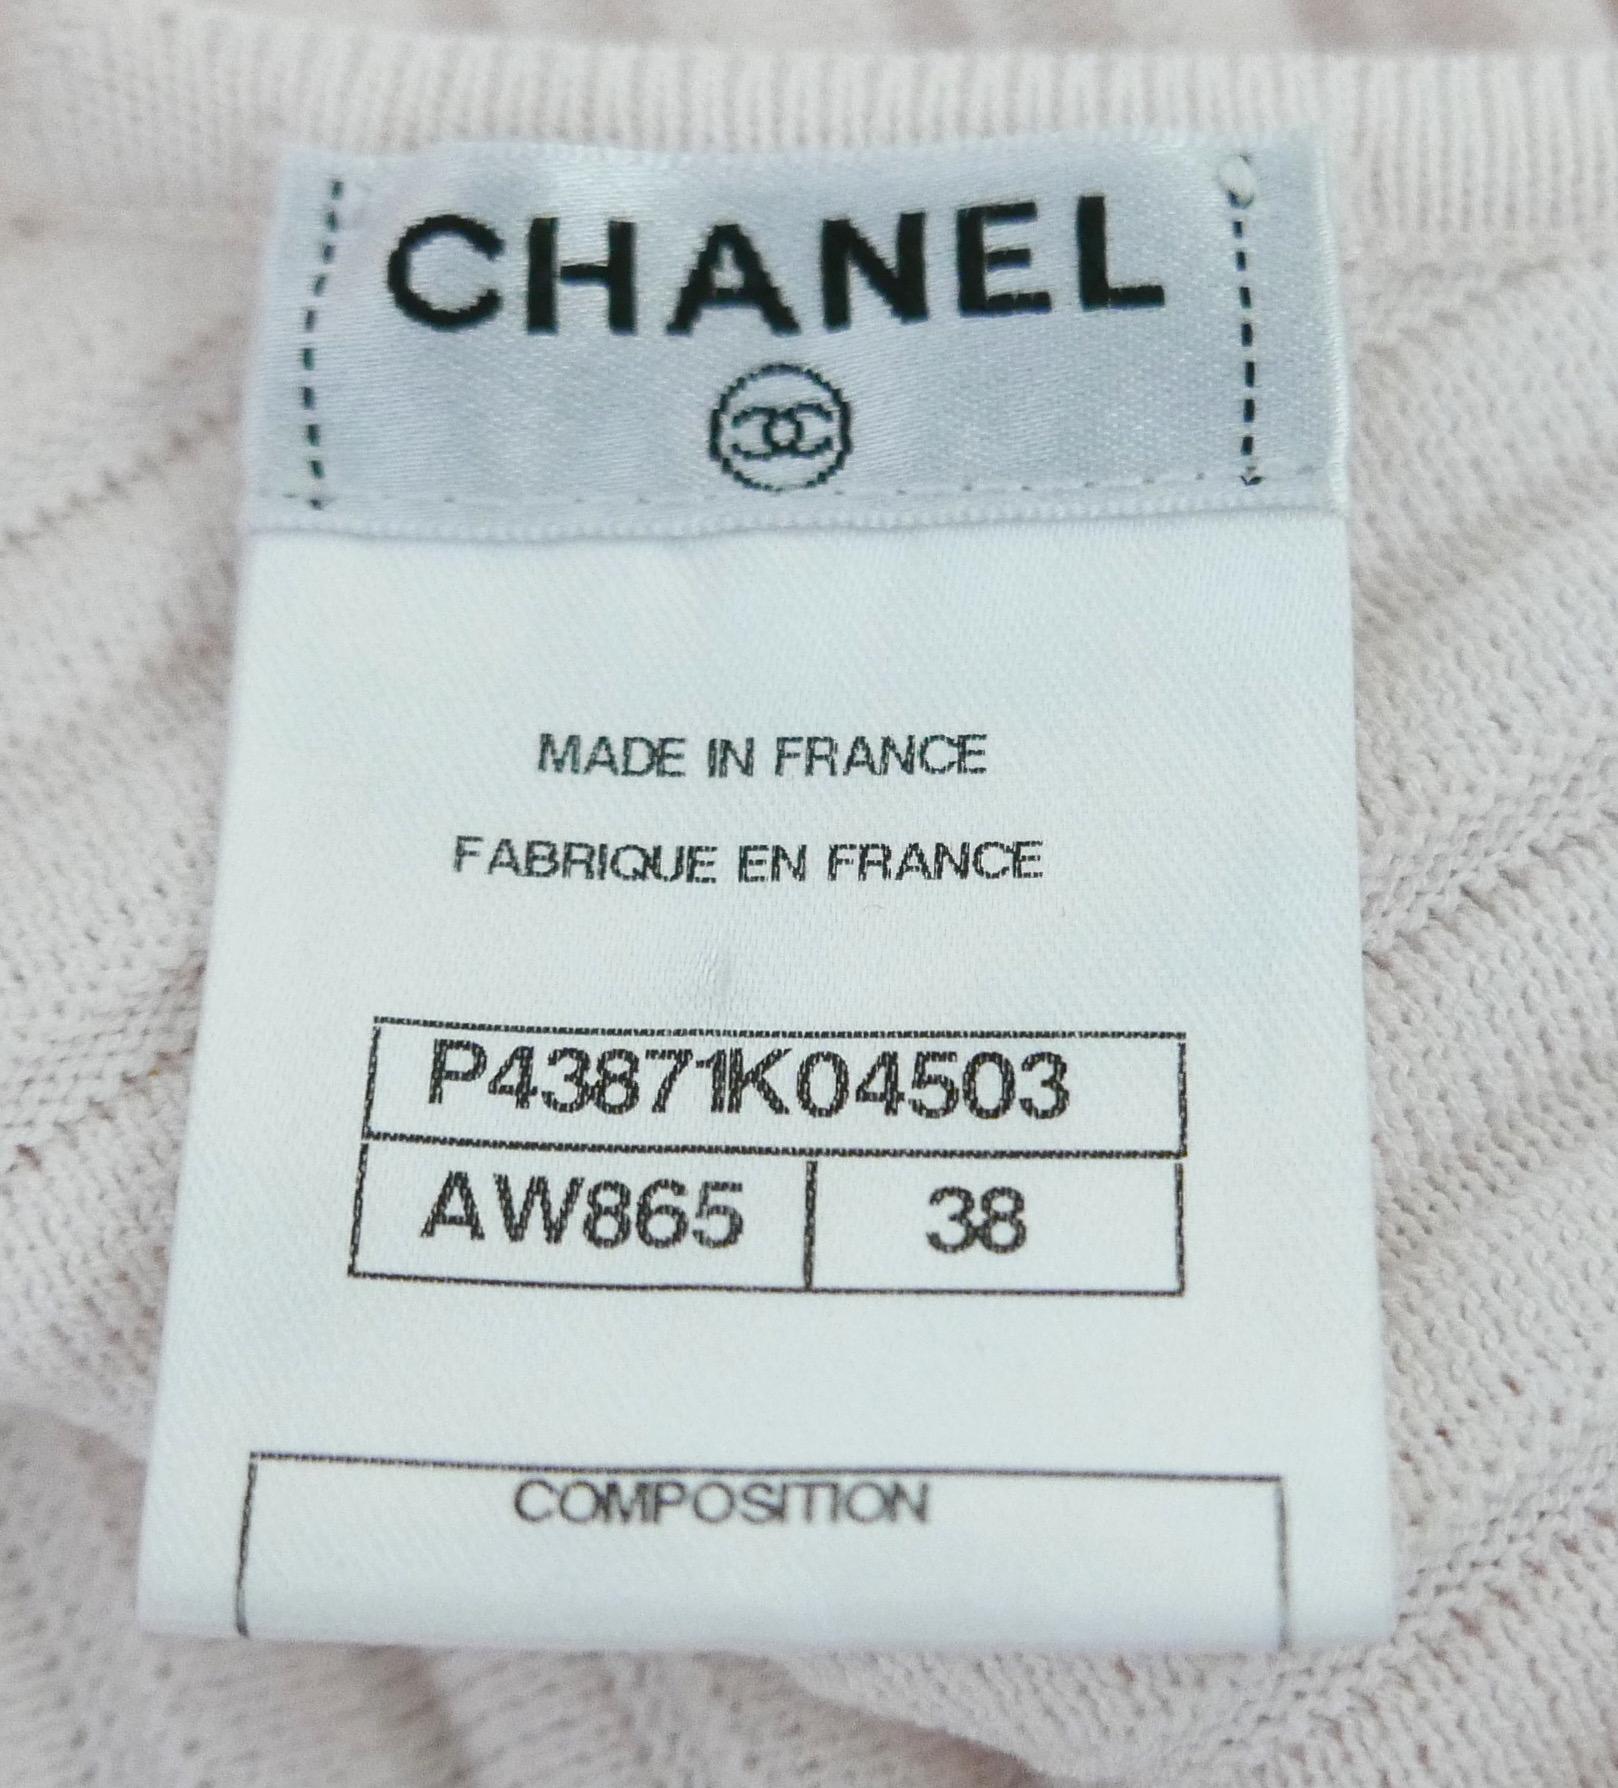 CHANEL
MADE IN FRANCE
FABRIQUE EN FRANCE
P43871K04503
AW865 38
COMPOSITION